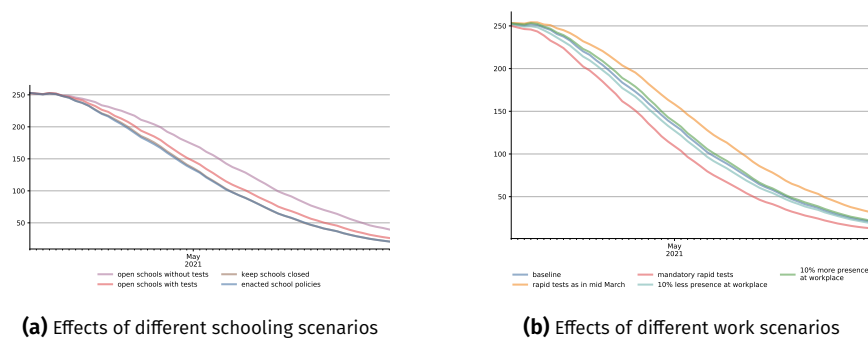 250
200
150
100
50
May
2021
open schools without tests
open schools with tests
keep schools closed
enacted school policies
(a) Effects of different schooling scenarios
250
200
150
100
50
May
2021
baseline
rapid tests as in mid March
mandatory rapid tests
10% less presence at workplace
10% more presence
at workplace
(b) Effects of different work scenarios